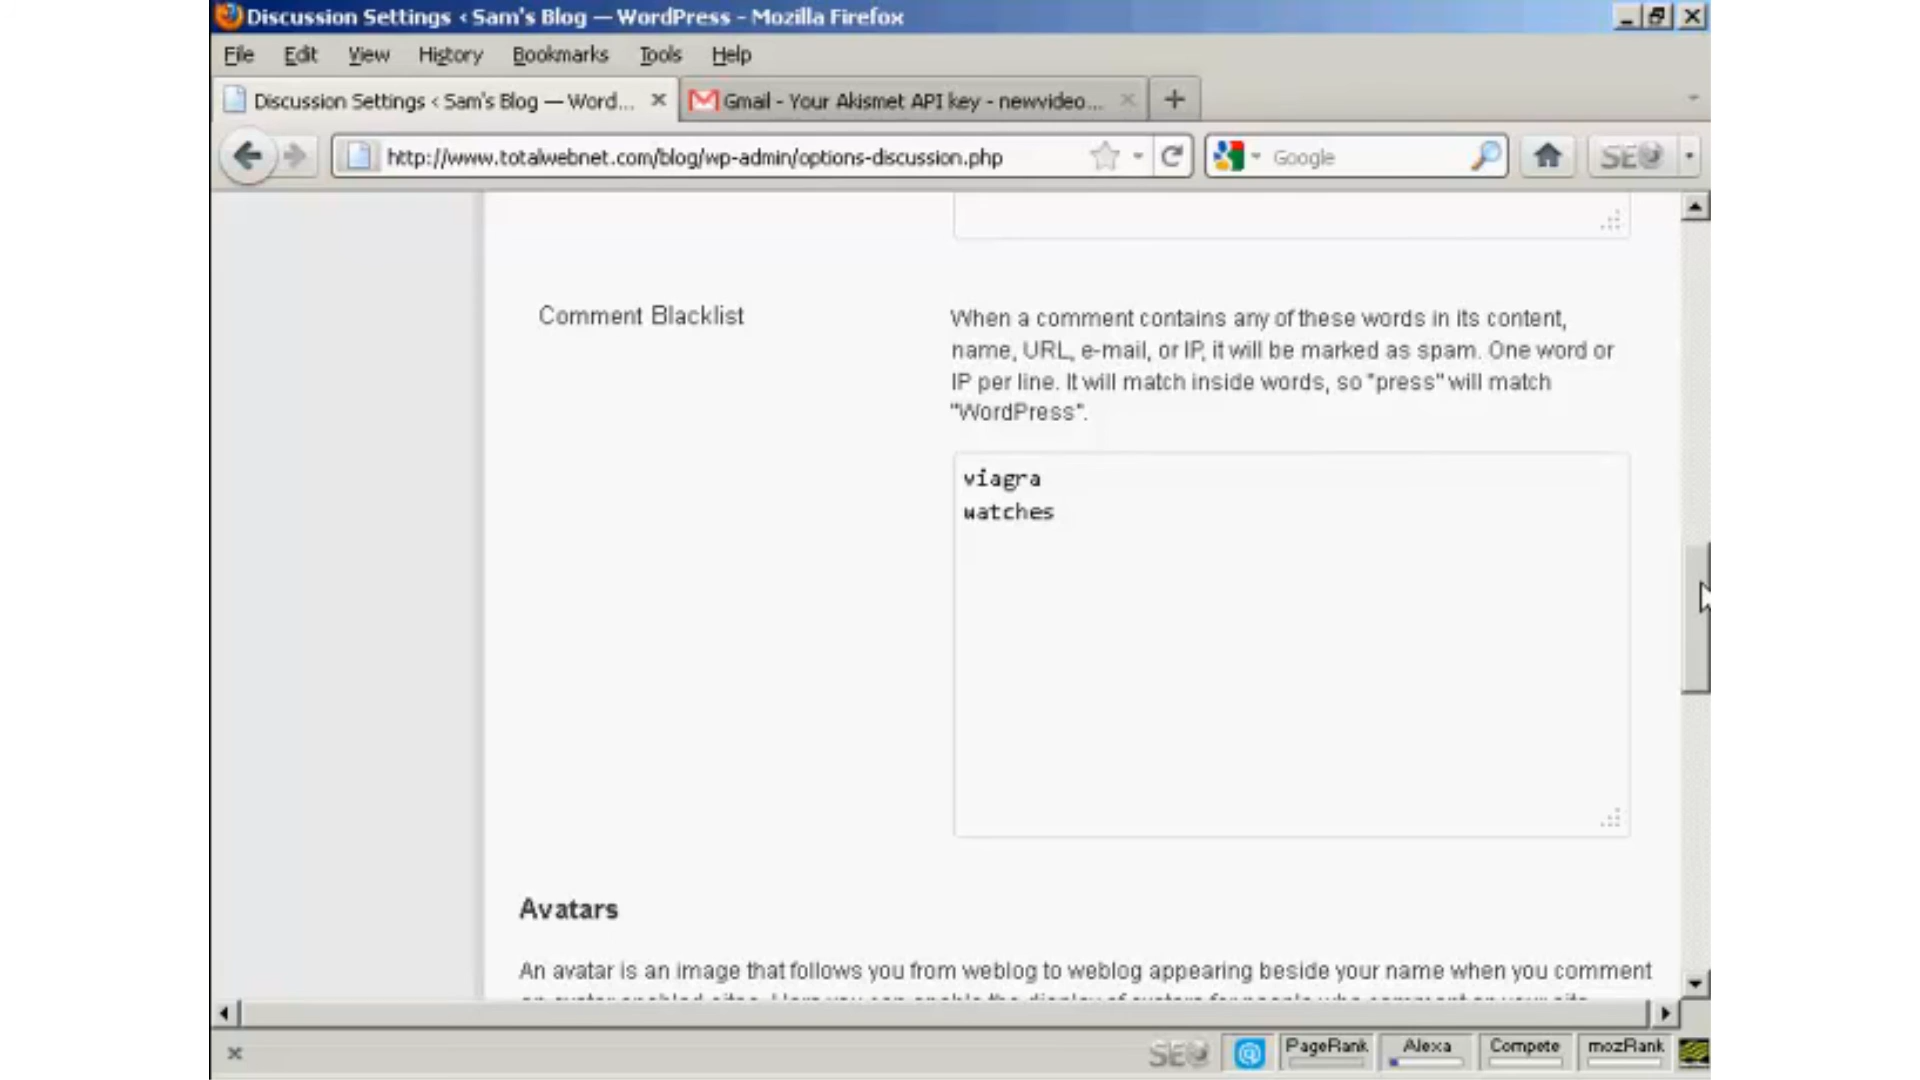 Discussion Settings ‹ Sam's Blog — WordPress - Mozilla Firefox
File Edit View History Bookmarks Tools Help
Discussion Settings ‹ Sam's Blog — Word... Gmail - Your Akismet API key - newvideo...
http://www.totalwebnet.com/blog/wp-admin/options-discussion.php Google SEO
Comment Blacklist
When a comment contains any of these words in its content,
name, URL, e-mail, or IP, it will be marked as spam. One word or
IP per line. It will match inside words, so "press" will match
"WordPress".
viagra
watches
Avatars
An avatar is an image that follows you from weblog to weblog appearing beside your name when you comment
SEO PageRank Alexa Compete mozRank